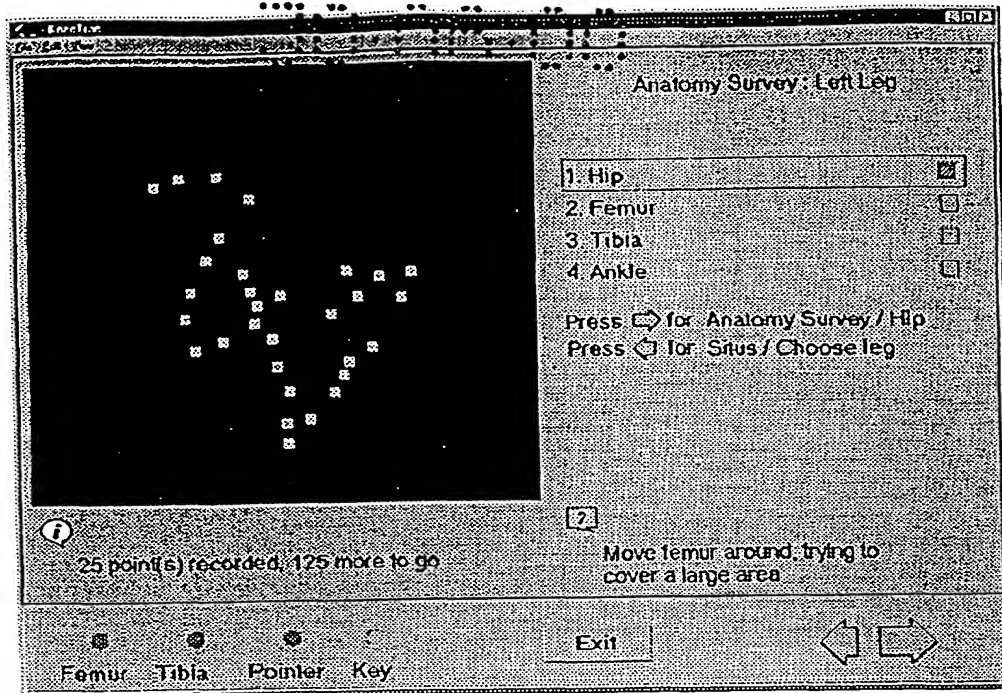 Anatomy Survey : Left Leg
1. Hip
2. Femur
3 Tibia
4 Ankle
Press for Anatomy Survey / Hip
Press for Situs / Choose leg
25 point(s) recorded, 125 more to go
?
Move femur around, trying to
cover a large area
Femur Tibia Pointer Key
Exit